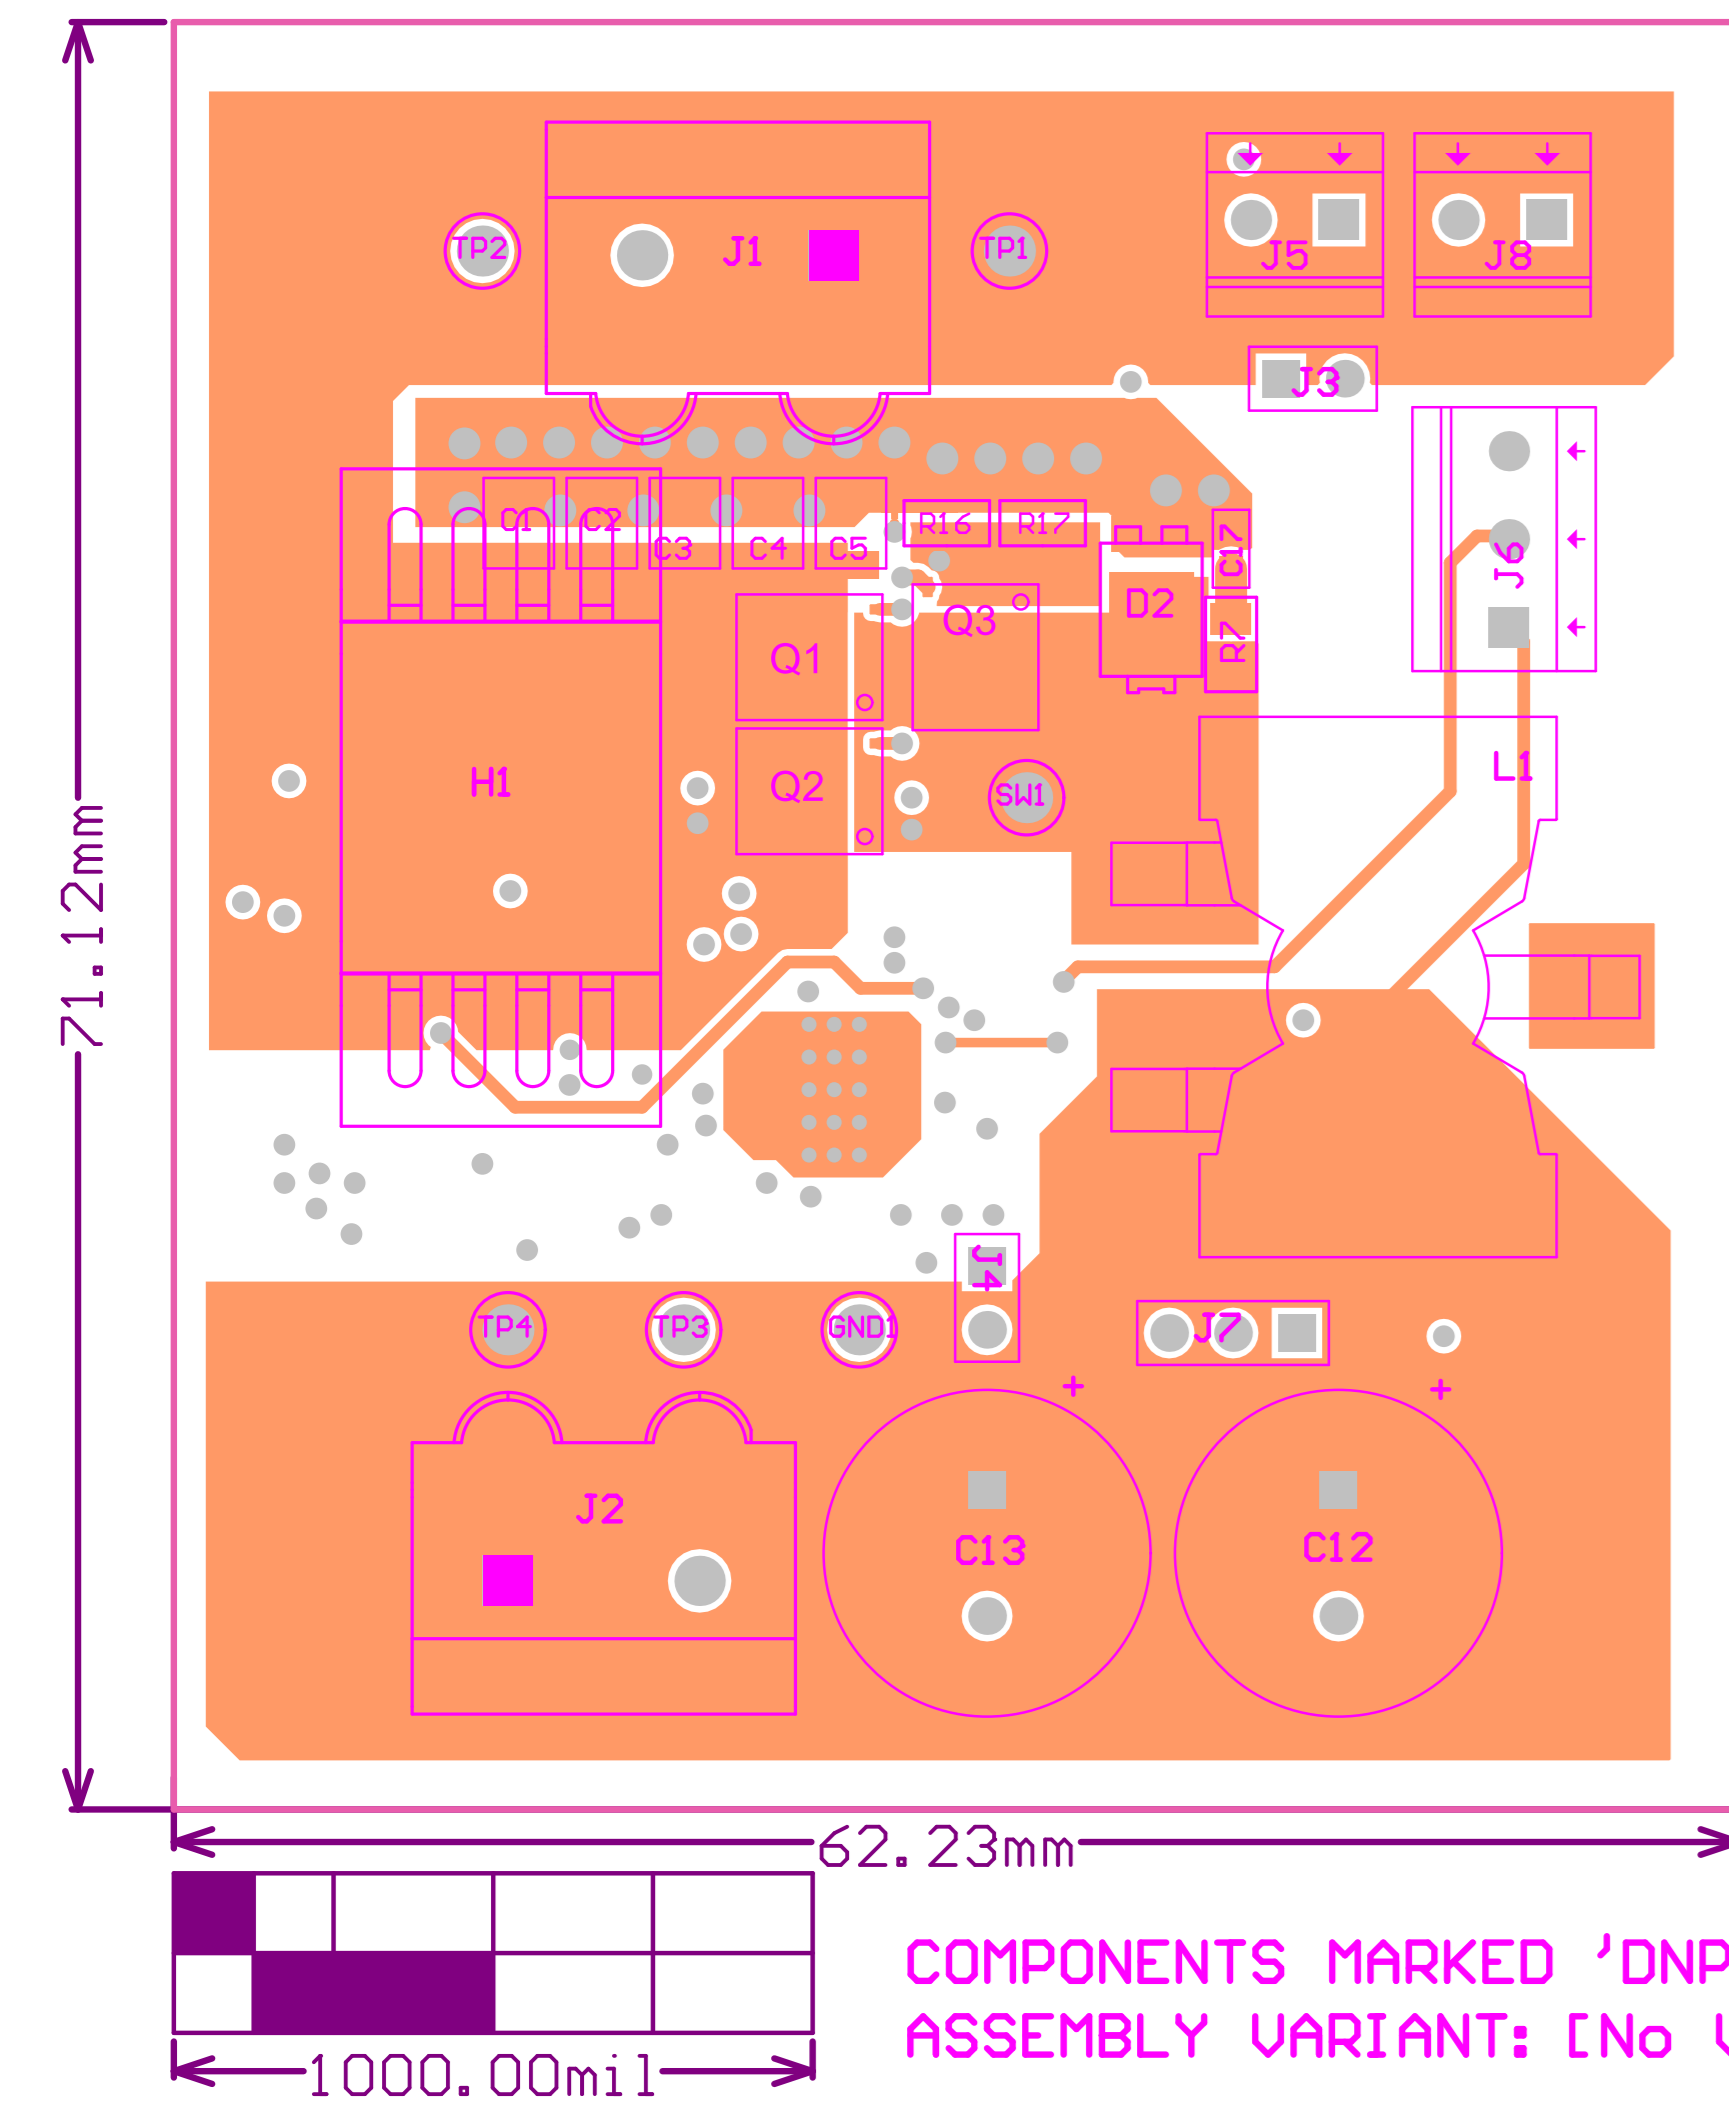 TP2
J1
TP1
J5
J8
J3
C1
C2
C3
C4
C5
R16
R17
C17
J6
D2
Q3
Q1
R7
H1
Q2
SW1
L1
71.12mm
J4
TP4
TP3
GND1
J7
+
+
J2
C13
C12
62.23mm
COMPONENTS MARKED 'DNP
ASSEMBLY VARIANT: [No
1000.00mil